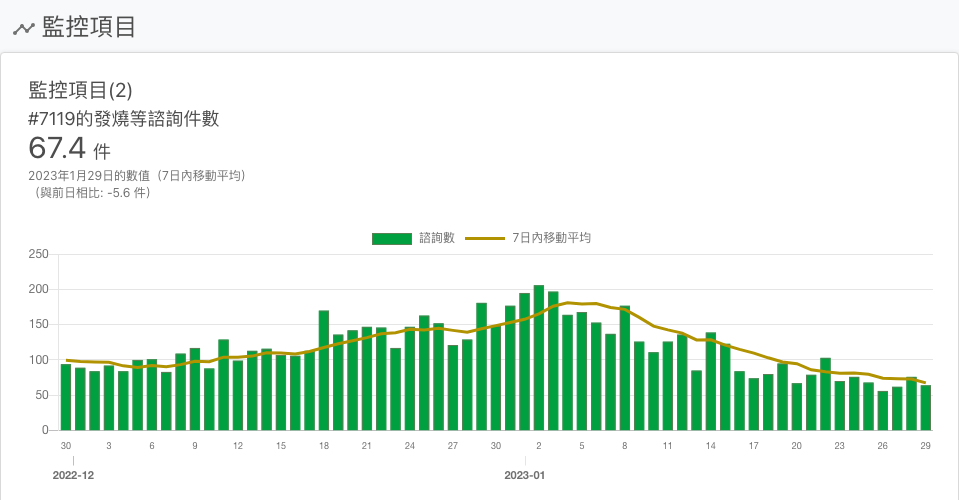 監控項目
監控項目(2)
#7119的發燒等諮詢件數
67.4 件
2023年1月29日的數值（7日內移動平均）
（與前日相比: -5.6 件）
諮詢數 7日內移動平均
250
200
150
100
50
0
30 3 6 9 12 15 18 21 24 27 30 2 5 8 11 14 17 20 23 26 29
2022-12 2023-01